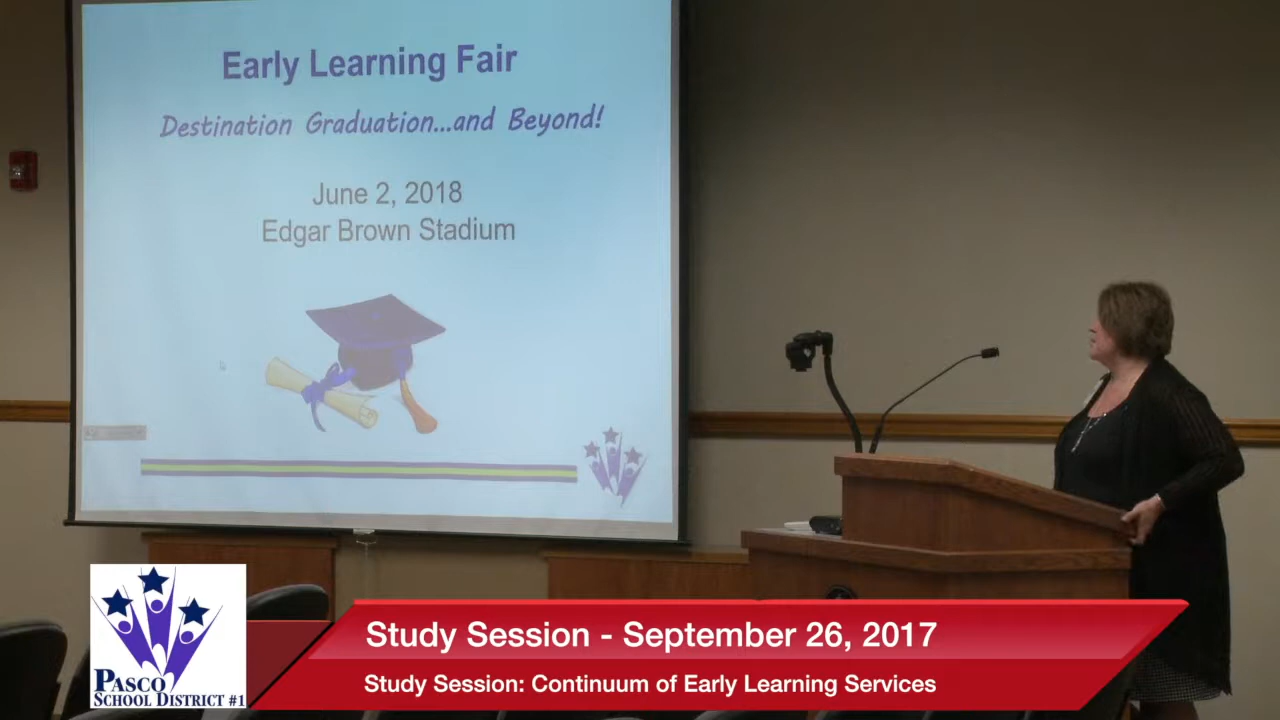 Early Learning Fair
Destination Graduation...and Beyond!
June 2, 2018
Edgar Brown Stadium
PASCO
SCHOOL DISTRICT #1
Study Session - September 26, 2017
Study Session: Continuum of Early Learning Services